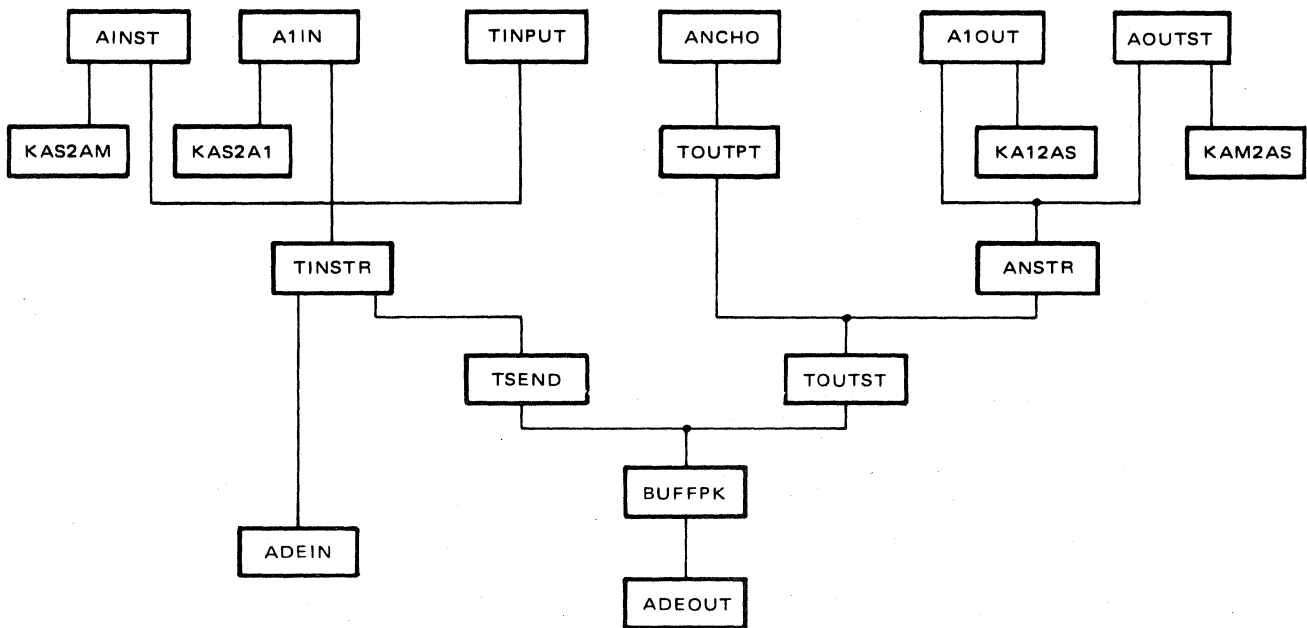 AINST
A1IN
TINPUT
ANCHO
A1OUT
AOUTST
KAS2AM
KAS2A1
TOUTPT
KA12AS
KAM2AS
TINSTR
ANSTR
TSEND
TOUTST
BUFFPK
ADEIN
ADEOUT